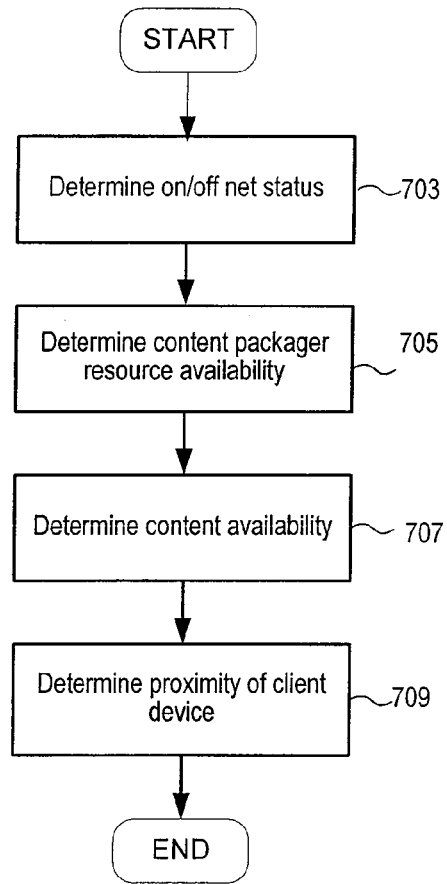 START
Determine on/off net status
703
Determine content packager
resource availability
705
Determine content availability
707
Determine proximity of client
device
709
END